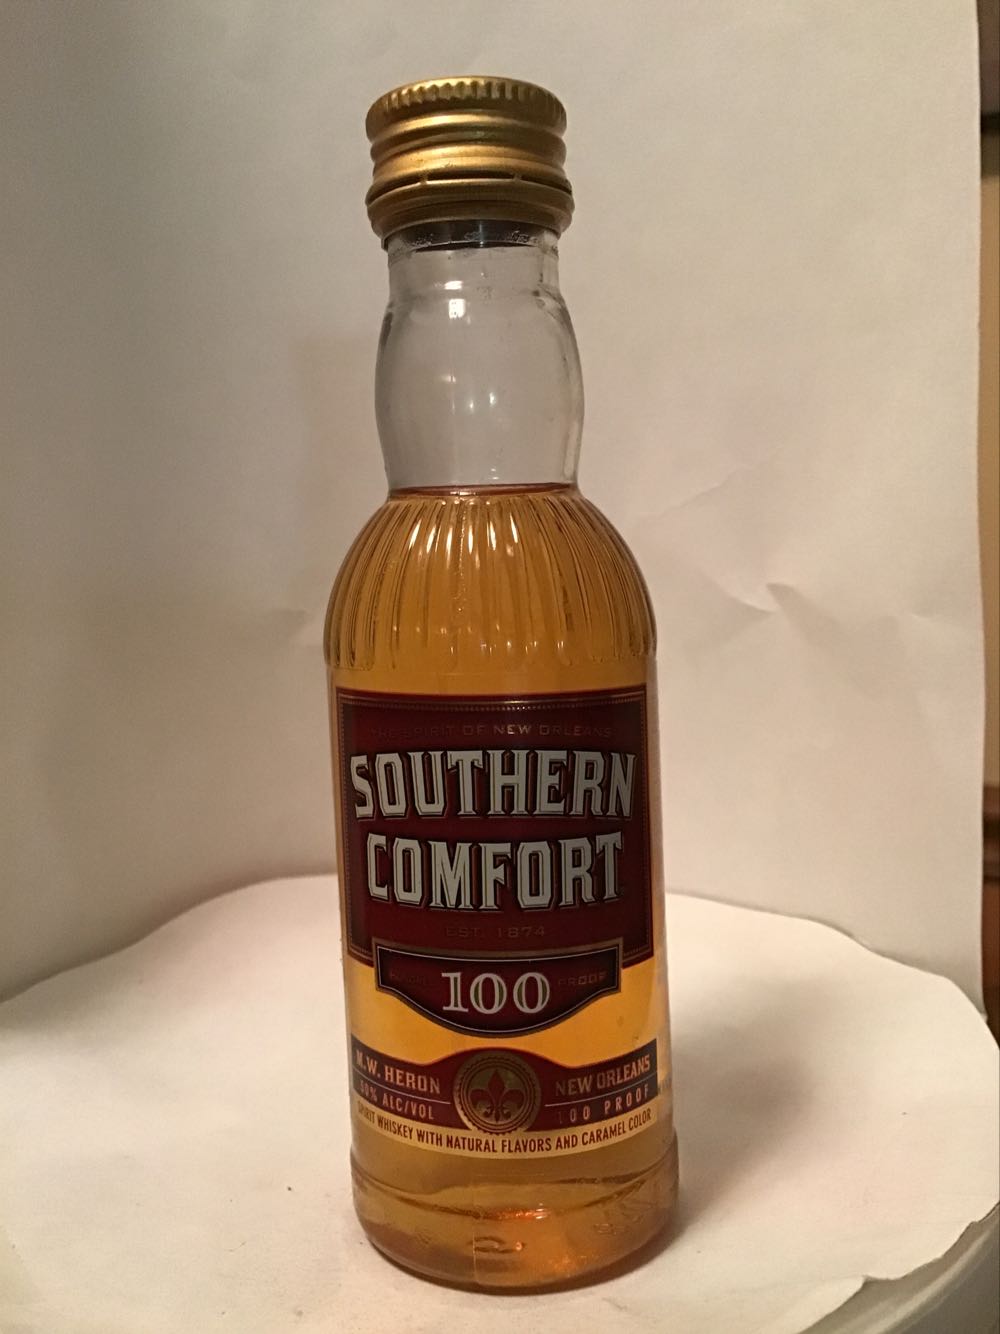 THE SPIRIT OF NEW ORLEANS
SOUTHERN
COMFORT
EST. 1874
100 PROOF
M.W. HERON
NEW ORLEANS
50% ALC/VOL
100 PROOF
SPIRIT WHISKEY WITH NATURAL FLAVORS AND CARAMEL COLOR